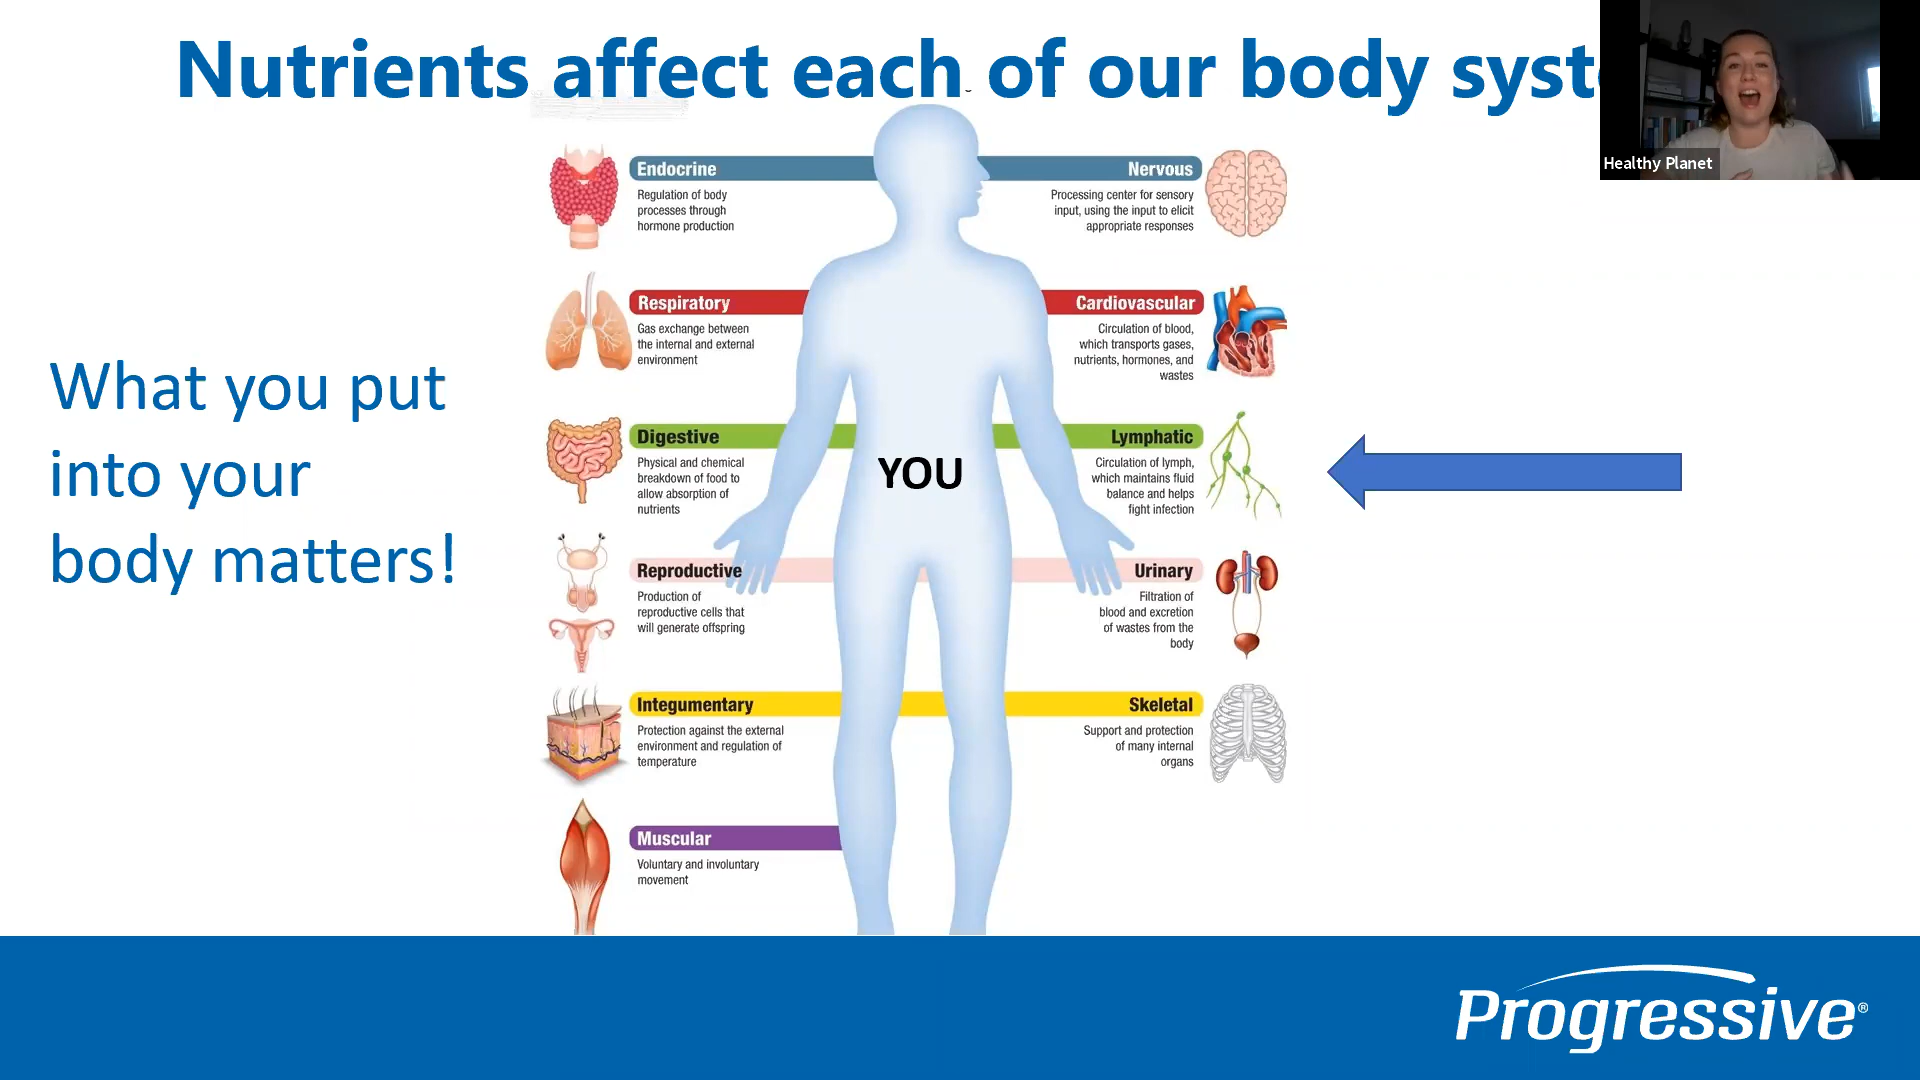 Nutrients affect each of our body syst
Healthy Planet
Endocrine
Regulation of body
processes through
hormone production
Nervous
Processing center for sensory
input, using the input to elicit
appropriate responses
Respiratory
Gas exchange between
the internal and external
environment
Cardiovascular
Circulation of blood,
which transports gases,
nutrients, hormones, and
wastes
What you put
into your
body matters!
Digestive
Physical and chemical
breakdown of food to
allow absorption of
nutrients
YOU
Lymphatic
Circulation of lymph,
which maintains fluid
balance and helps
fight infection
Reproductive
Production of
reproductive cells that
will generate offspring
Urinary
Filtration of
blood and excretion
of wastes from the
body
Integumentary
Protection against the external
environment and regulation of
temperature
Skeletal
Support and protection
of many internal
organs
Muscular
Voluntary and involuntary
movement
Progressive®